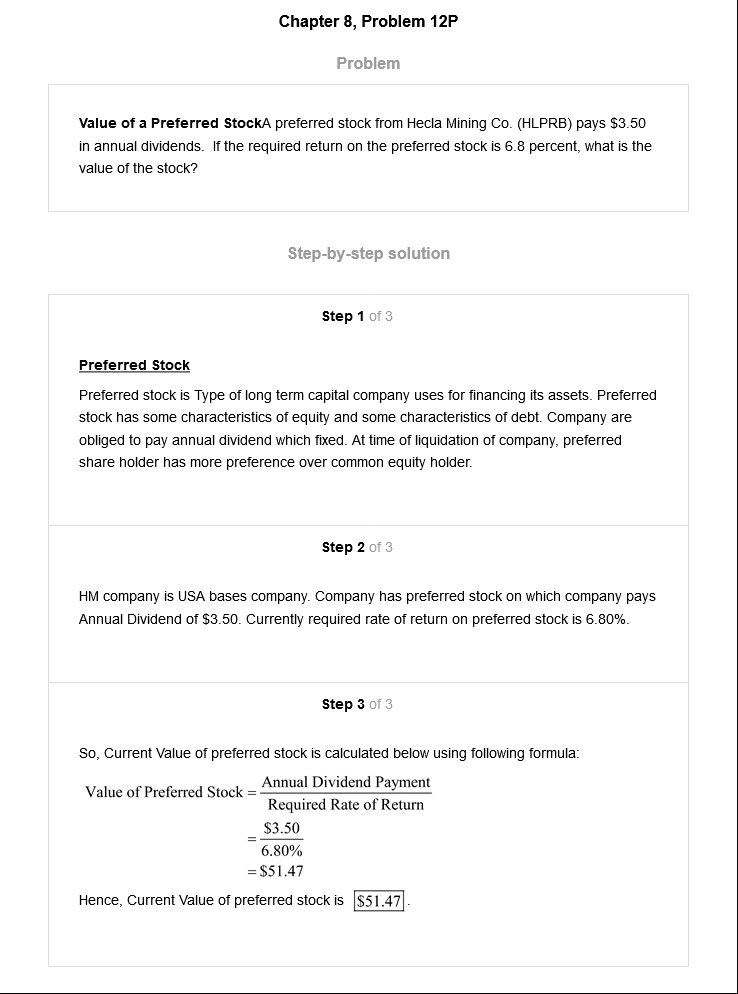 Chapter 8, Problem 12P
Problem
Value of a Preferred StockA preferred stock from Hecla Mining Co. (HLPRB) pays $3.50
in annual dividends.  If the required return on the preferred stock is 6.8 percent, what is the
value of the stock?
Step-by-step solution
Step 1 of 3
Preferred Stock
Preferred stock is Type of long term capital company uses for financing its assets. Preferred
stock has some characteristics of equity and some characteristics of debt. Company are
obliged to pay annual dividend which fixed. At time of liquidation of company, preferred
share holder has more preference over common equity holder.
Step 2 of 3
HM company is USA bases company. Company has preferred stock on which company pays
Annual Dividend of $3.50. Currently required rate of return on preferred stock is 6.80%.
Step 3 of 3
So, Current Value of preferred stock is calculated below using following formula:
Value of Preferred Stock = Annual Dividend Payment
Required Rate of Return
= $3.50
6.80%
= $51.47
Hence, Current Value of preferred stock is $51.47.